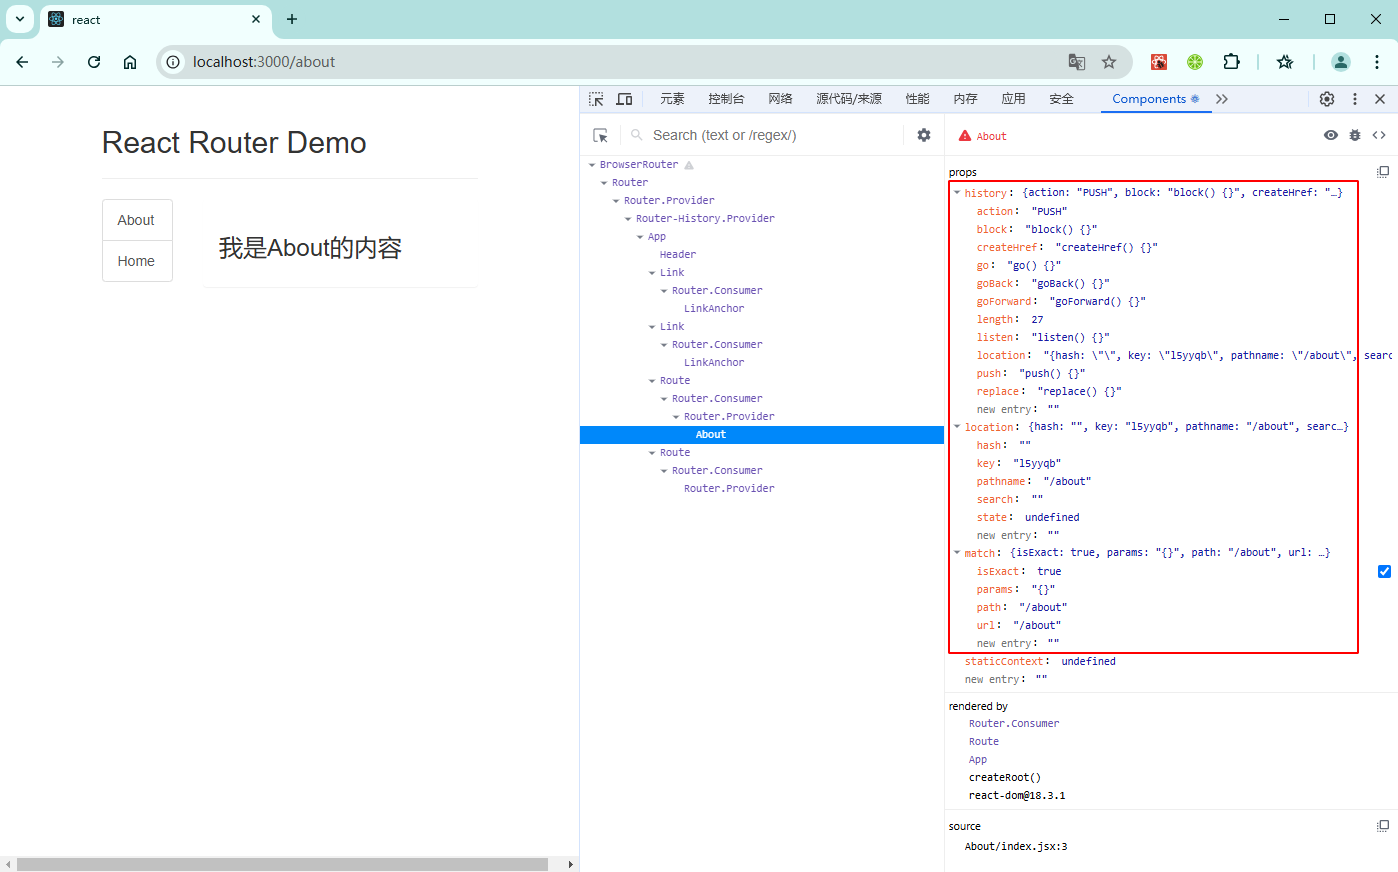 react
localhost:3000/about
React Router Demo
About
Home
我是About的内容
元素 控制台 网络 源代码/来源 性能 内存 应用 安全 Components
Search (text or /regex/)
BrowserRouter
Router
Router.Provider
Router-History.Provider
App
Header
Link
Router.Consumer
LinkAnchor
Link
Router.Consumer
LinkAnchor
Route
Router.Consumer
Router.Provider
About
Route
Router.Consumer
Router.Provider
About
props
history: {action: "PUSH", block: "block() {}", createHref: "…}
action: "PUSH"
block: "block() {}"
createHref: "createHref() {}"
go: "go() {}"
goBack: "goBack() {}"
goForward: "goForward() {}"
length: 27
listen: "listen() {}"
location: "{hash: \"\", key: \"l5yyqb\", pathname: \"/about\", searc
push: "push() {}"
replace: "replace() {}"
new entry: ""
location: {hash: "", key: "l5yyqb", pathname: "/about", searc…}
hash: ""
key: "l5yyqb"
pathname: "/about"
search: ""
state: undefined
new entry: ""
match: {isExact: true, params: "{}", path: "/about", url: …}
isExact: true
params: "{}"
path: "/about"
url: "/about"
new entry: ""
staticContext: undefined
new entry: ""
rendered by
Router.Consumer
Route
App
createRoot()
react-dom@18.3.1
source
About/index.jsx:3